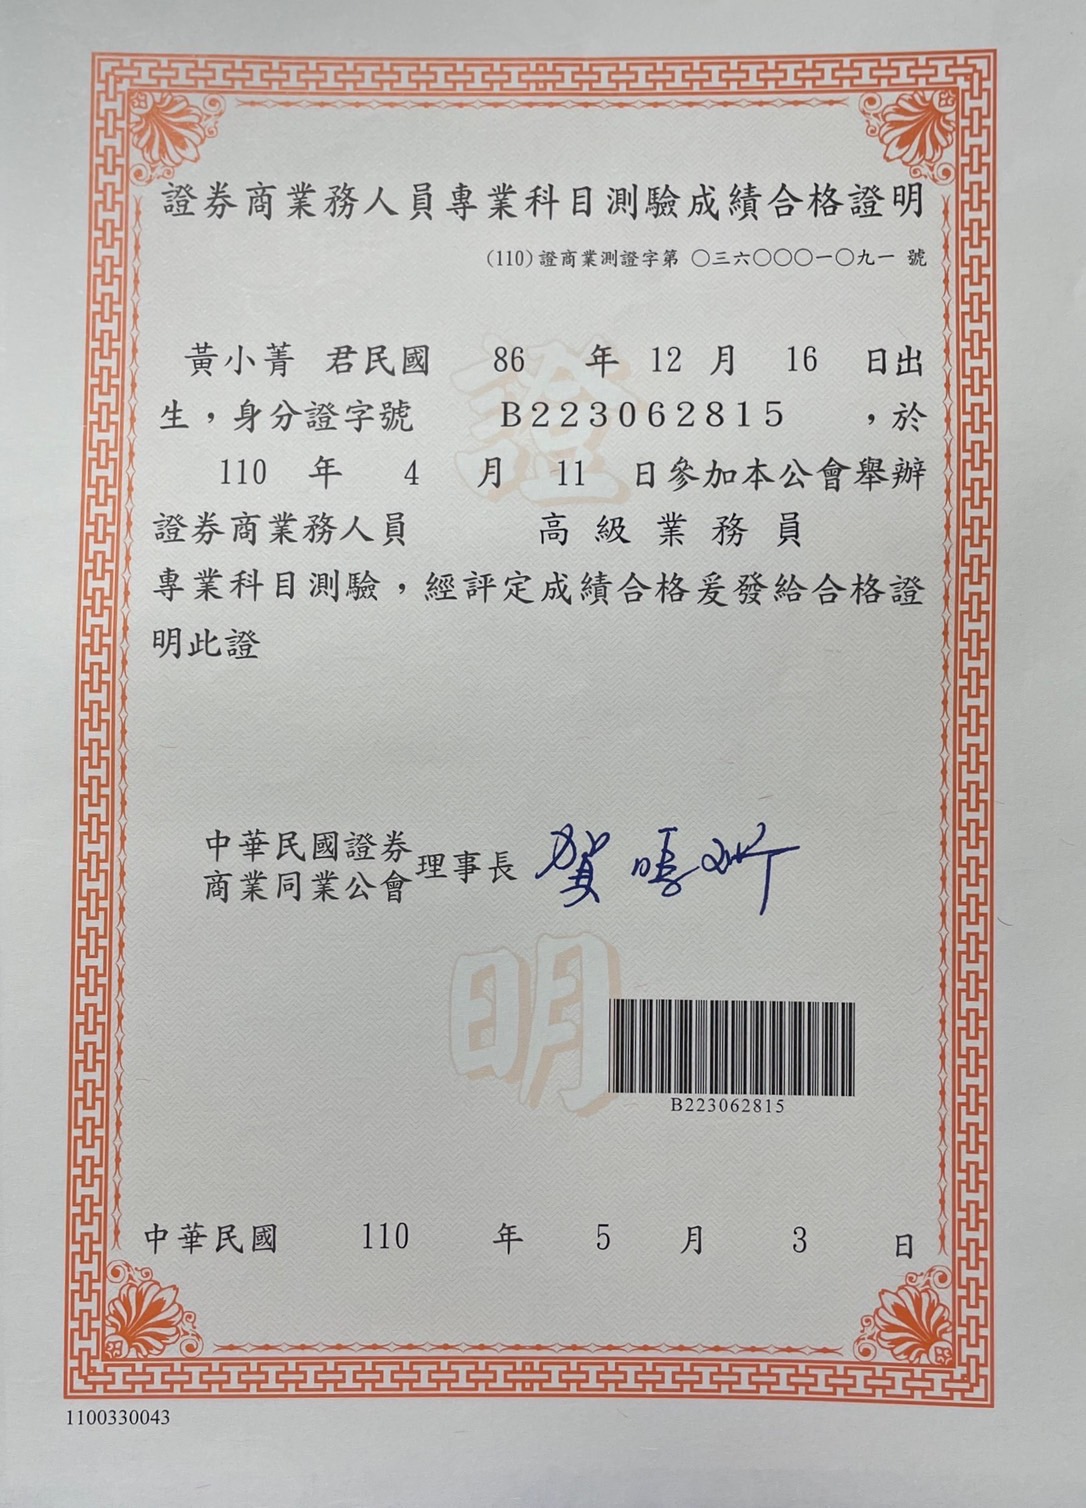 證券商業務人員專業科目測驗成績合格證明
(110)證商業測證字第 〇三六〇〇〇一〇九一 號
黃小菁 君民國 86 年 12 月 16 日出
生，身分證字號 B223062815 ，於
110 年 4 月 11 日參加本公會舉辦
證券商業務人員 高級業務員
專業科目測驗，經評定成績合格爰發給合格證
明此證
證
中華民國證券
商業同業公會
理事長
明
B223062815
中華民國 110 年 5 月 3 日
1100330043